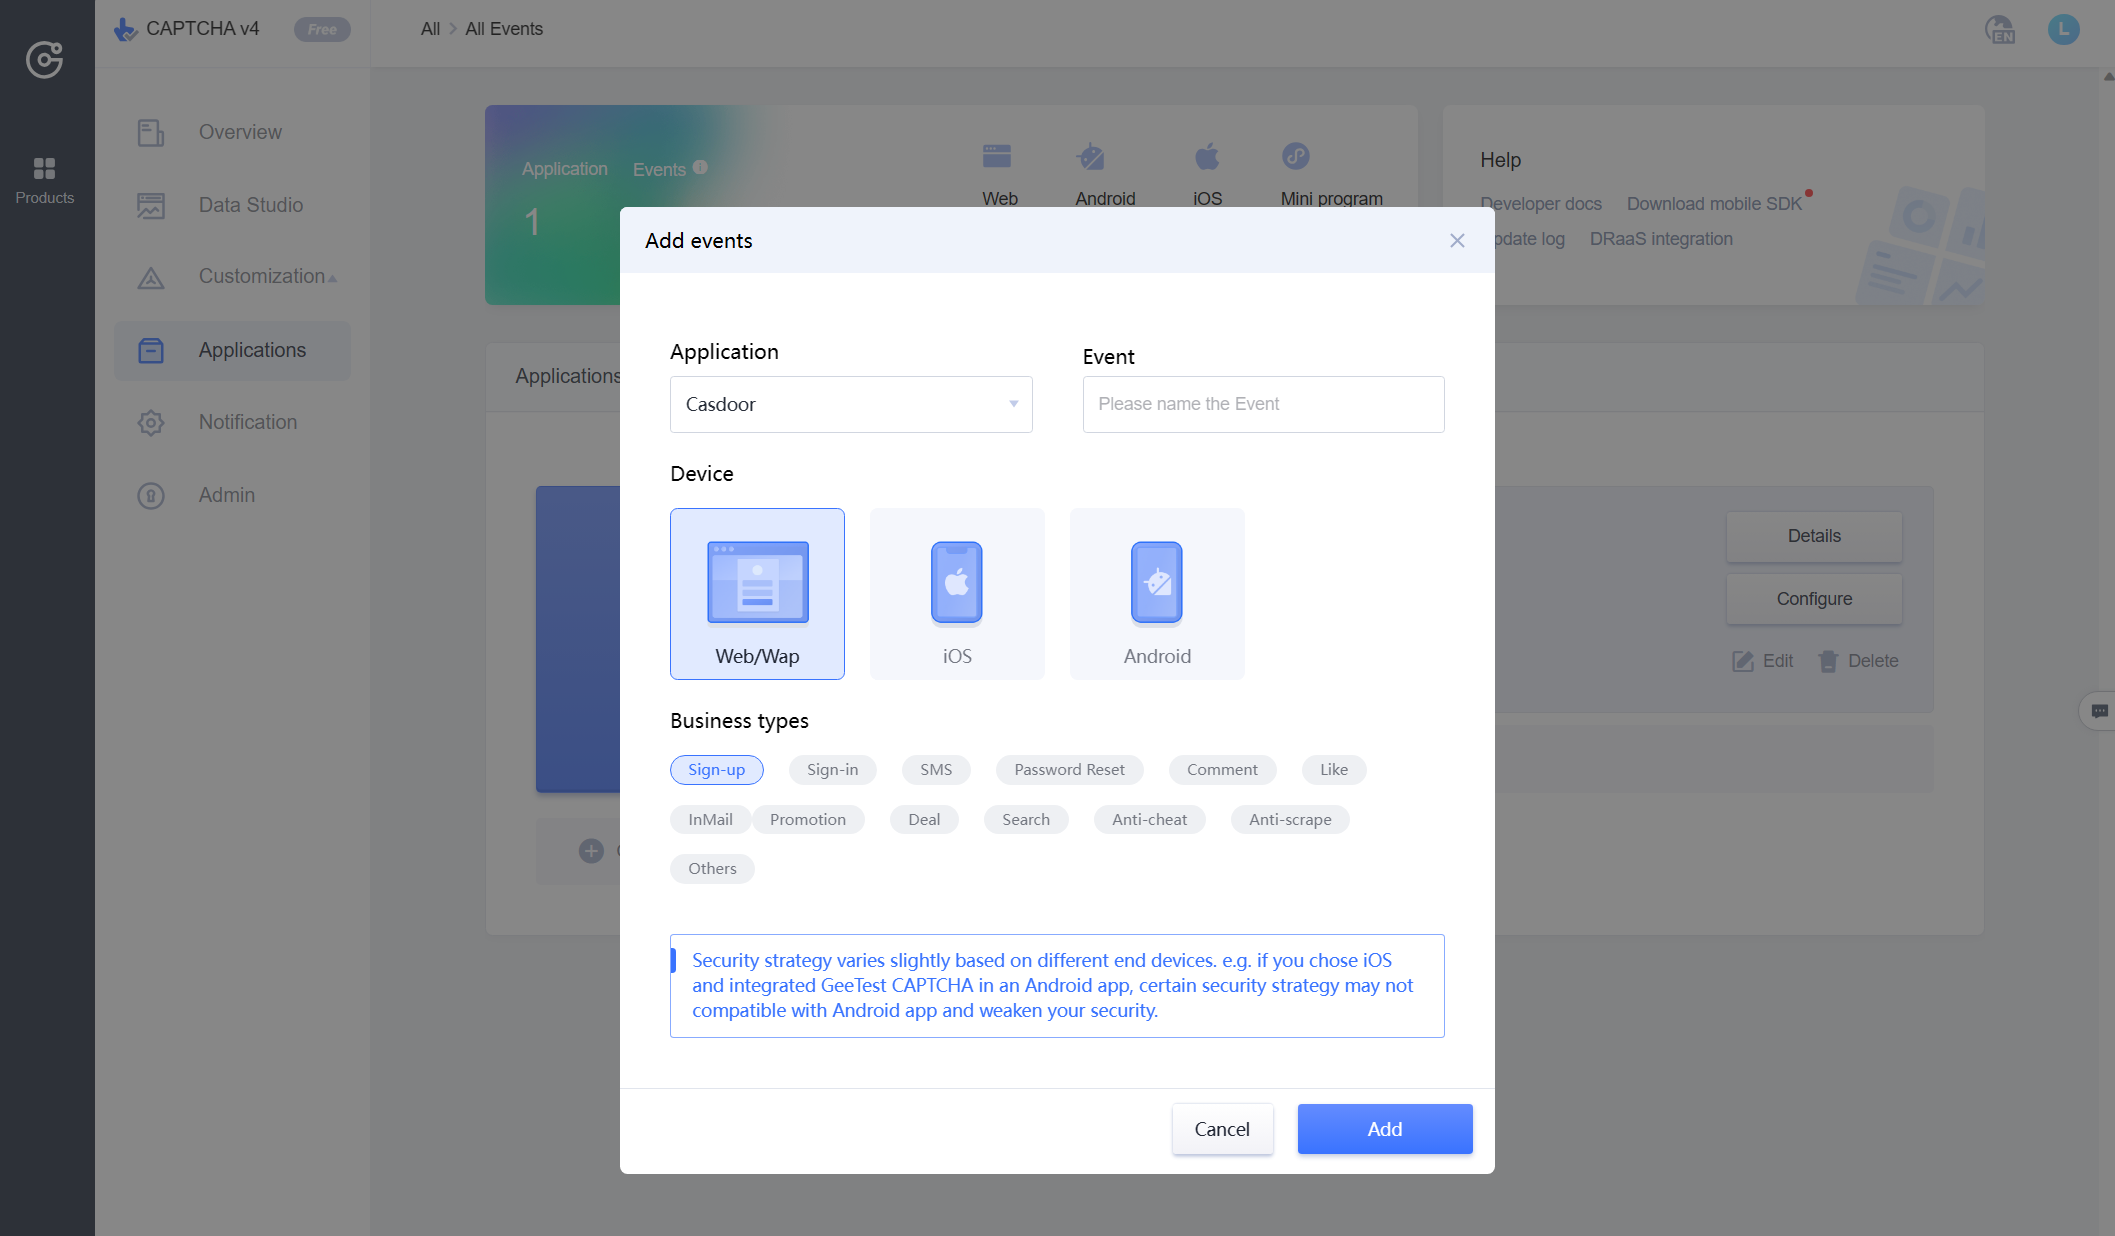 CAPTCHA v4
Free
All > All Events
EN
L
Products
Overview
Data Studio
Customization
Applications
Notification
Admin
Application
Events
1
Web
Android
iOS
Mini program
Help
Developer docs
Download mobile SDK
pdate log
DRaaS integration
Applications
Details
Configure
Edit
Delete
Add events
Application
Event
Casdoor
Please name the Event
Device
Web/Wap
iOS
Android
Business types
Sign-up
Sign-in
SMS
Password Reset
Comment
Like
InMail
Promotion
Deal
Search
Anti-cheat
Anti-scrape
Others
Security strategy varies slightly based on different end devices. e.g. if you chose iOS
and integrated GeeTest CAPTCHA in an Android app, certain security strategy may not
compatible with Android app and weaken your security.
Cancel
Add